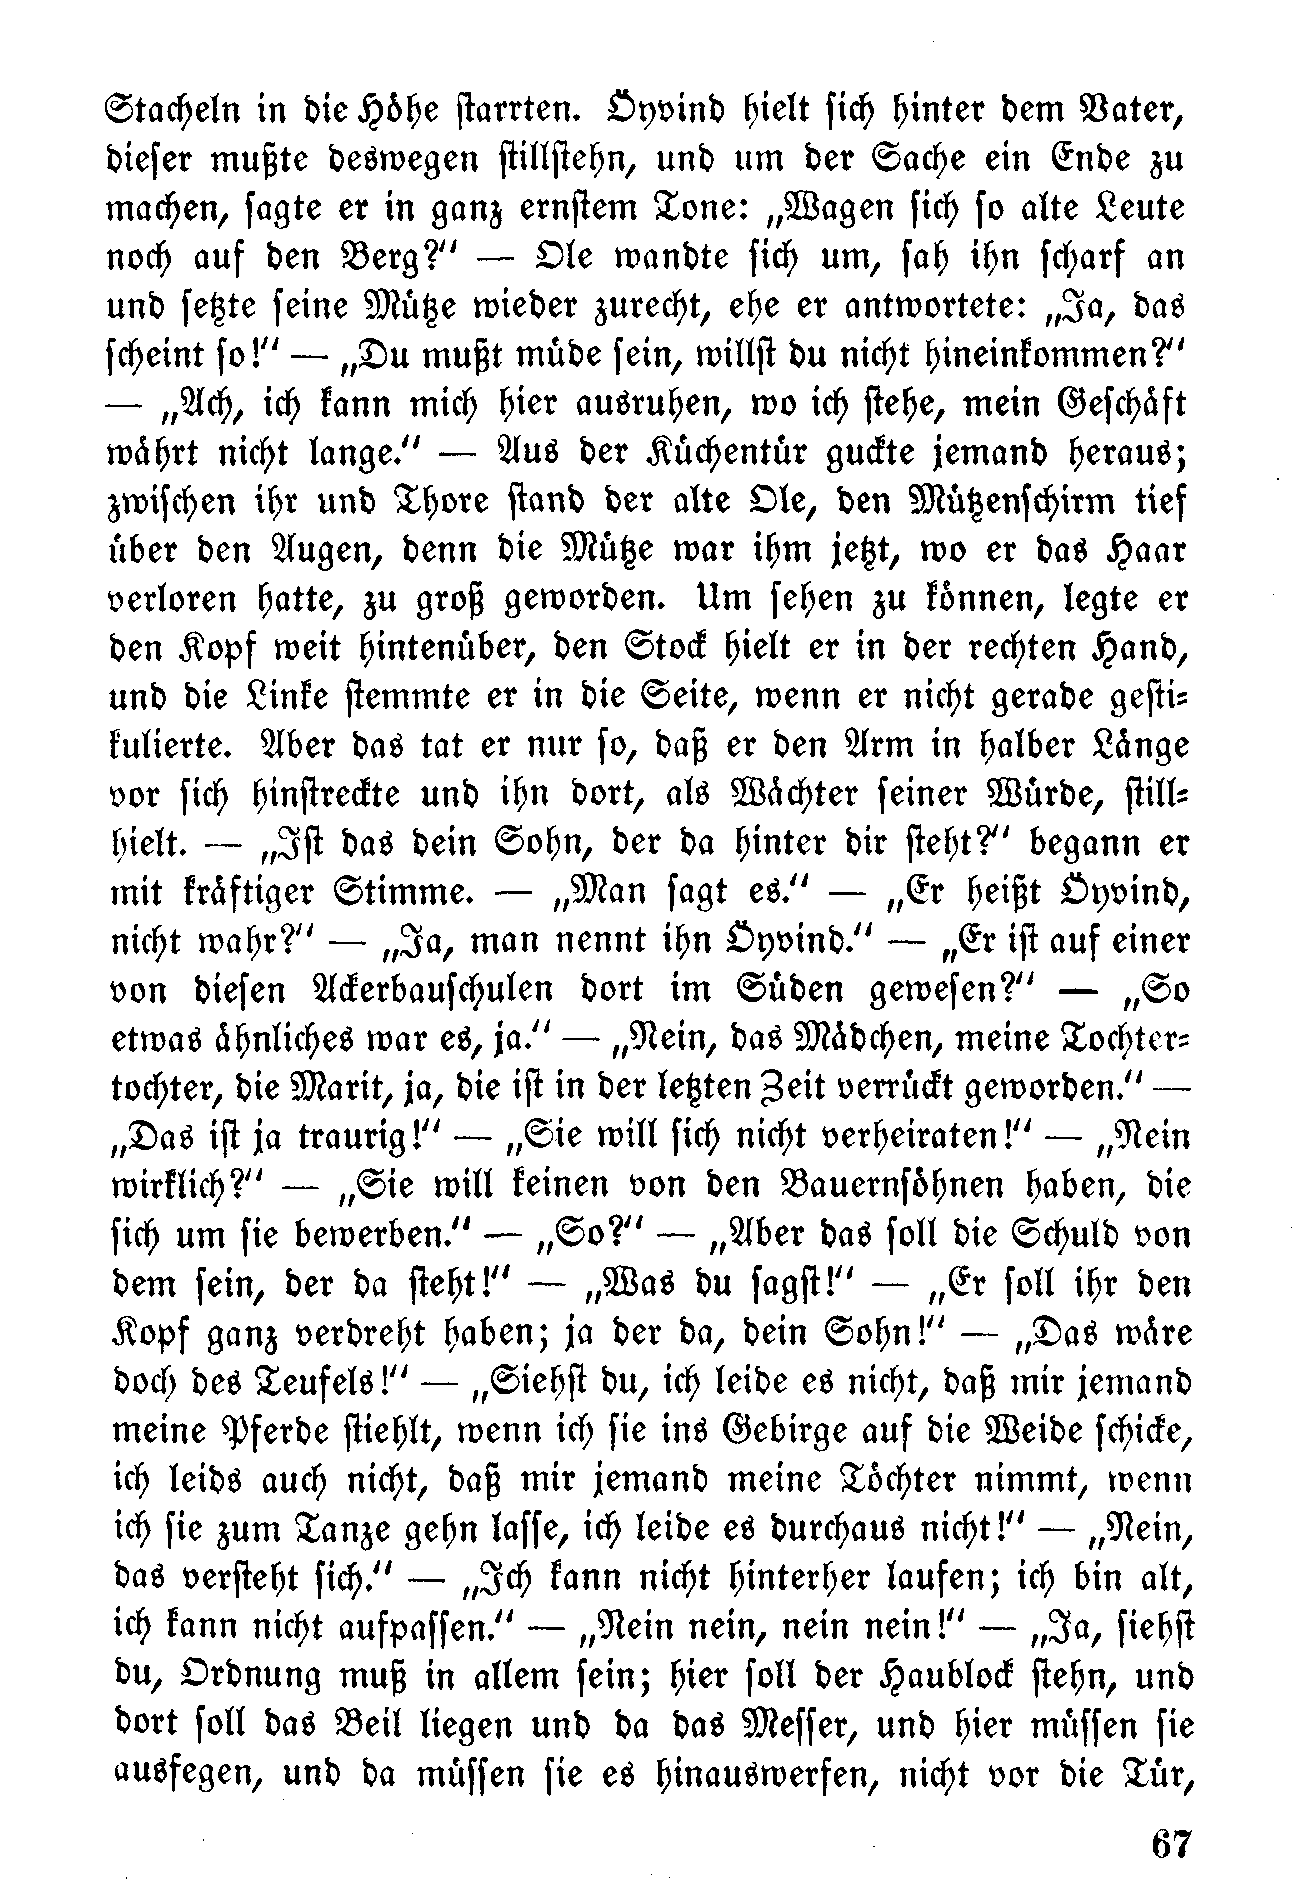 Stacheln in die Höhe starrten. Öyvind hielt sich hinter dem Vater,
dieser mußte deswegen stillstehn, und um der Sache ein Ende zu
machen, sagte er in ganz ernstem Tone: „Wagen sich so alte Leute
noch auf den Berg?“ — Ole wandte sich um, sah ihn scharf an
und setzte seine Mütze wieder zurecht, ehe er antwortete: „Ja, das
scheint so!“ — „Du mußt müde sein, willst du nicht hineinkommen?“
— „Ach, ich kann mich hier ausruhen, wo ich stehe, mein Geschäft
währt nicht lange.“ — Aus der Küchentür guckte jemand heraus;
zwischen ihr und Thore stand der alte Ole, den Mützenschirm tief
über den Augen, denn die Mütze war ihm jetzt, wo er das Haar
verloren hatte, zu groß geworden. Um sehen zu können, legte er
den Kopf weit hintenüber, den Stock hielt er in der rechten Hand,
und die Linke stemmte er in die Seite, wenn er nicht gerade gesti-
kulierte. Aber das tat er nur so, daß er den Arm in halber Länge
vor sich hinstreckte und ihn dort, als Wächter seiner Würde, still-
hielt. — „Ist das dein Sohn, der da hinter dir steht?“ begann er
mit kräftiger Stimme. — „Man sagt es.“ — „Er heißt Öyvind,
nicht wahr?“ — „Ja, man nennt ihn Öyvind.“ — „Er ist auf einer
von diesen Ackerbauschulen dort im Süden gewesen?“ — „So
etwas ähnliches war es, ja.“ — „Nein, das Mädchen, meine Tochter-
tochter, die Marit, ja, die ist in der letzten Zeit verrückt geworden.“ —
„Das ist ja traurig!“ — „Sie will sich nicht verheiraten!“ — „Nein
wirklich?“ — „Sie will keinen von den Bauernsöhnen haben, die
sich um sie bewerben.“ — „So?“ — „Aber das soll die Schuld von
dem sein, der da steht!“ — „Was du sagst!“ — „Er soll ihr den
Kopf ganz verdreht haben; ja der da, dein Sohn!“ — „Das wäre
doch des Teufels!“ — „Siehst du, ich leide es nicht, daß mir jemand
meine Pferde stiehlt, wenn ich sie ins Gebirge auf die Weide schicke,
ich leids auch nicht, daß mir jemand meine Töchter nimmt, wenn
ich sie zum Tanze gehn lasse, ich leide es durchaus nicht!“ — „Nein,
das versteht sich.“ — „Ich kann nicht hinterher laufen; ich bin alt,
ich kann nicht aufpassen.“ — „Nein nein, nein nein!“ — „Ja, siehst
du, Ordnung muß in allem sein; hier soll der Haublock stehn, und
dort soll das Beil liegen und da das Messer, und hier müssen sie
ausfegen, und da müssen sie es hinauswerfen, nicht vor die Tür,
67